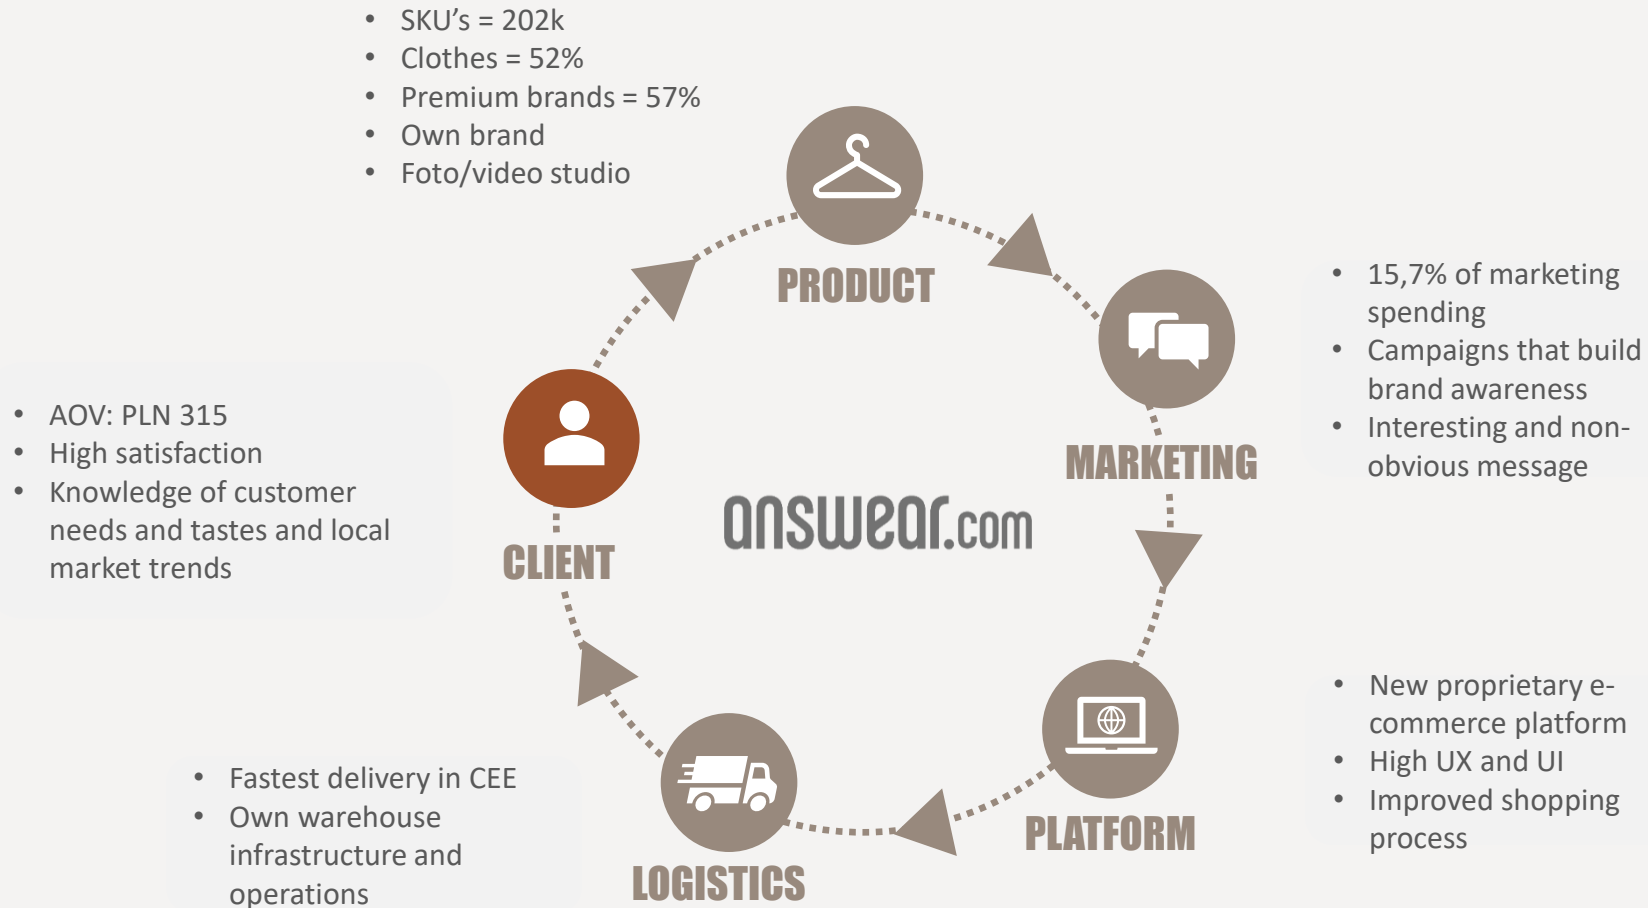 • SKU’s = 202k
• Clothes = 52%
• Premium brands = 57%
• Own brand
• Foto/video studio
PRODUCT
• 15,7% of marketing
spending
• Campaigns that build
brand awareness
• Interesting and non-
obvious message
MARKETING
• AOV: PLN 315
• High satisfaction
• Knowledge of customer
needs and tastes and local
market trends
CLIENT
answear.com
• New proprietary e-
commerce platform
• High UX and UI
• Improved shopping
process
PLATFORM
• Fastest delivery in CEE
• Own warehouse
infrastructure and
operations
LOGISTICS